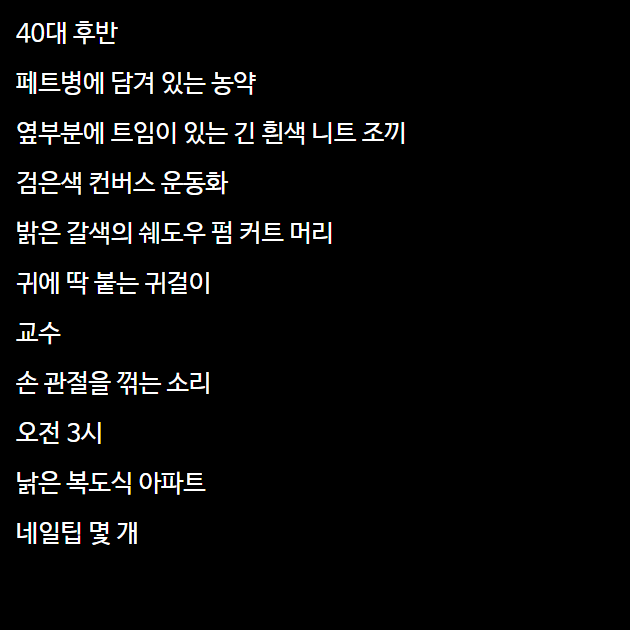 40대 후반
페트병에 담겨 있는 농약
옆부분에 트임이 있는 긴 흰색 니트 조끼
검은색 컨버스 운동화
밝은 갈색의 쉐도우 펌 커트 머리
귀에 딱 붙는 귀걸이
교수
손 관절을 꺾는 소리
오전 3시
낡은 복도식 아파트
네일팁 몇 개